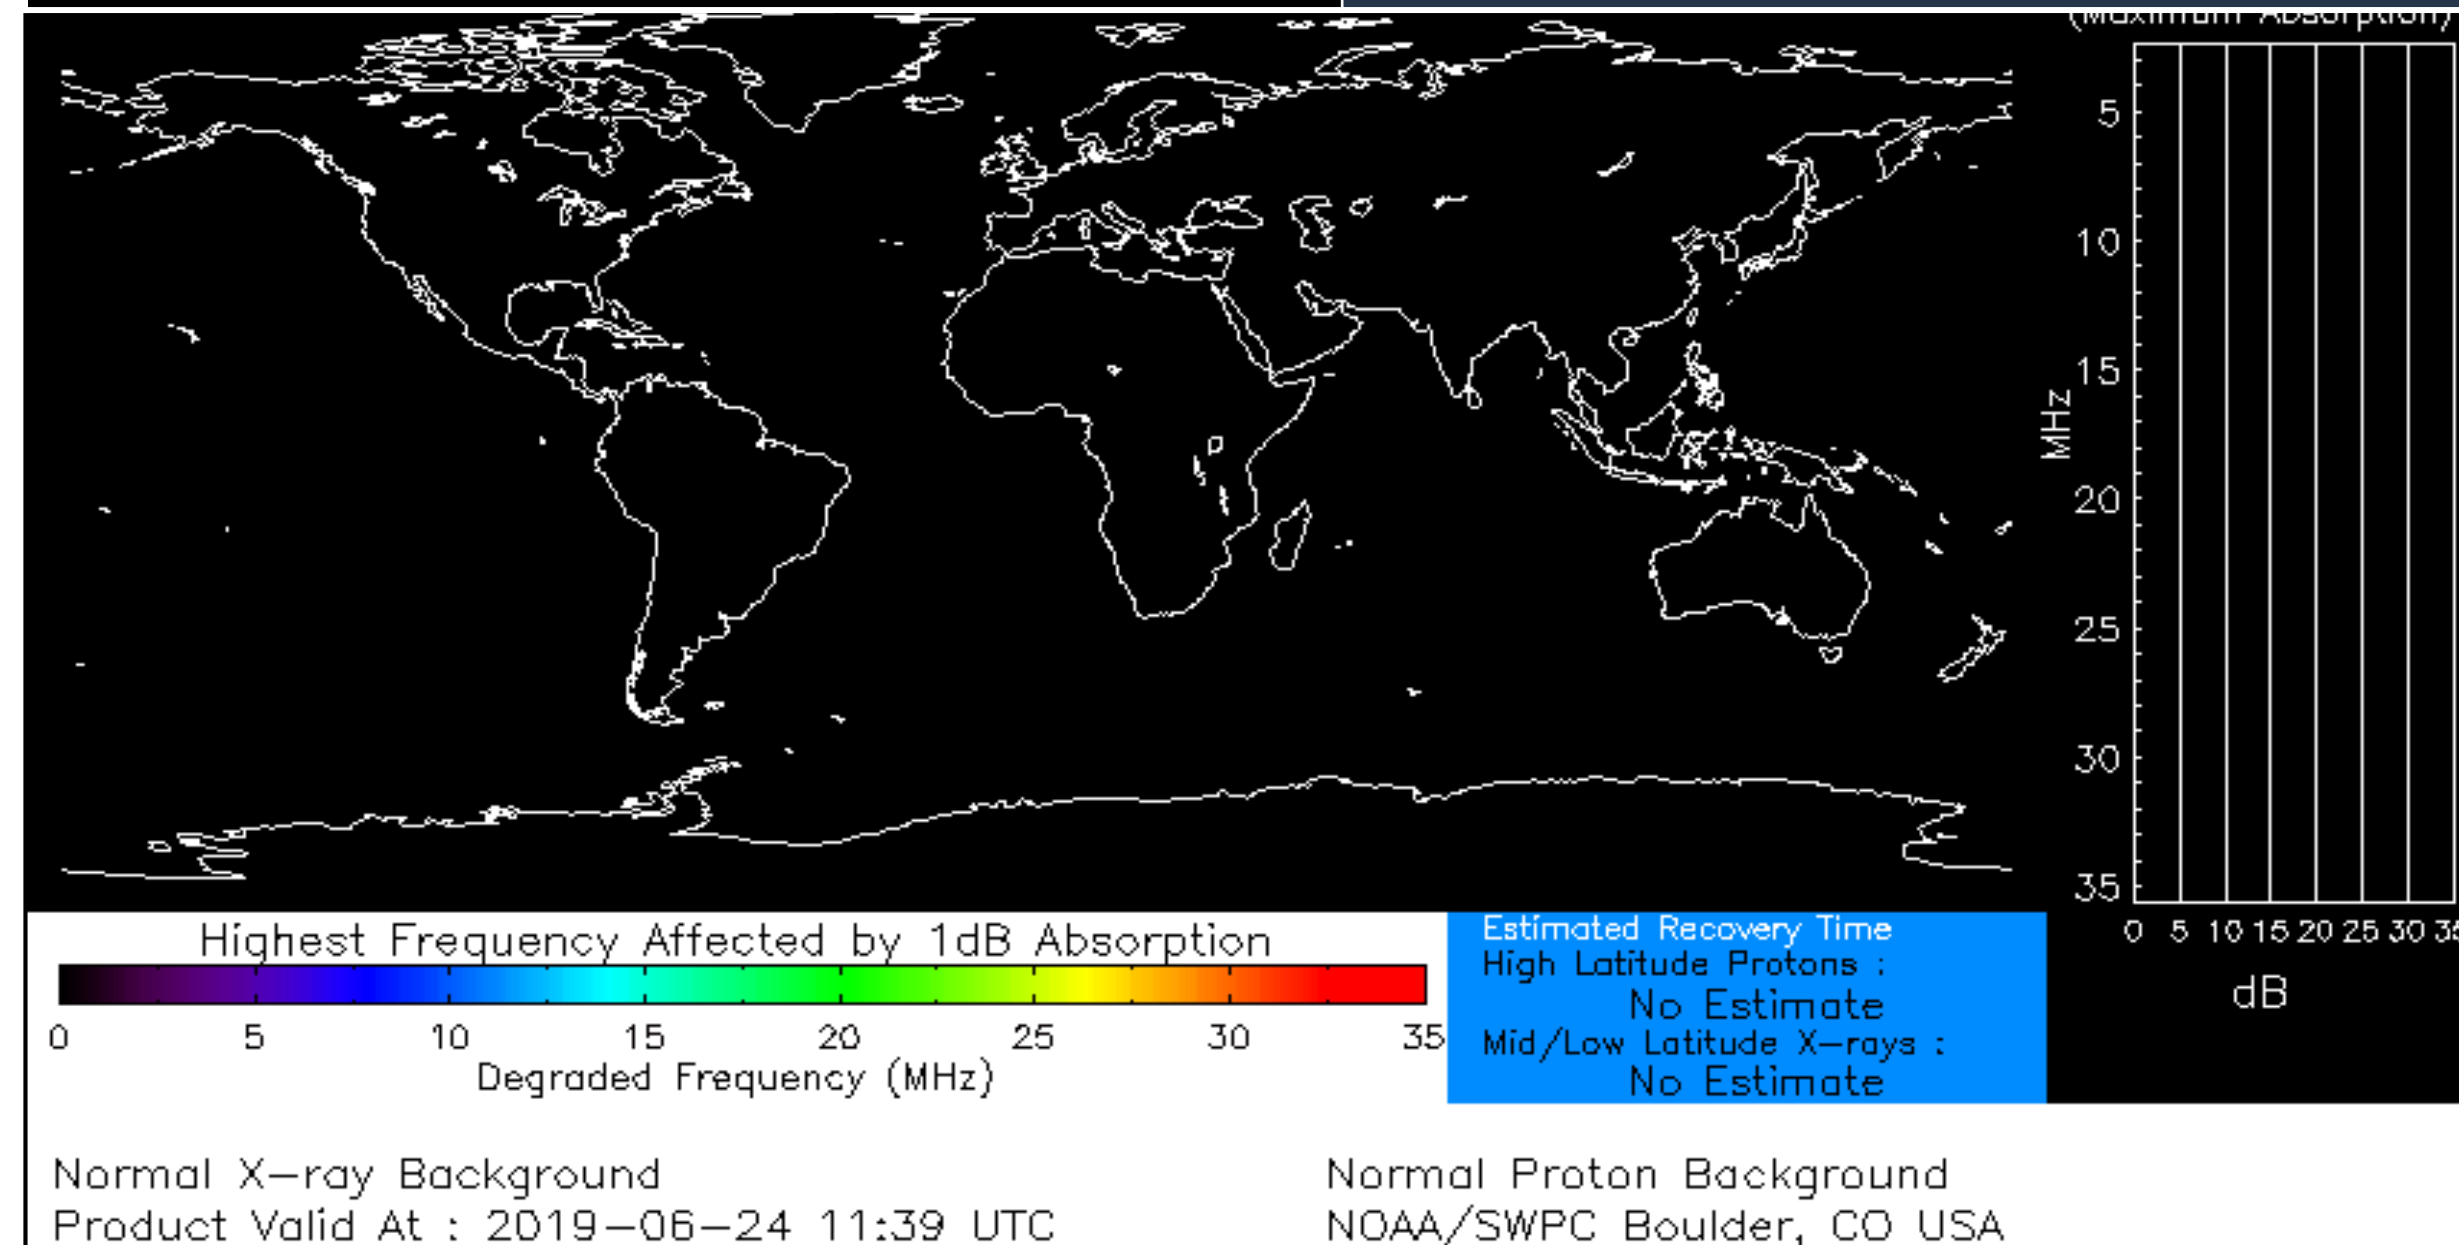 (Maximum Absorption)
5
10
15
20
25
30
35
MHz
0 5 10 15 20 25 30 35
dB
Highest Frequency Affected by 1dB Absorption
0 5 10 15 20 25 30 35
Degraded Frequency (MHz)
Estimated Recovery Time
High Latitude Protons :
No Estimate
Mid/Low Latitude X-rays :
No Estimate
Normal X-ray Background
Normal Proton Background
Product Valid At : 2019-06-24 11:39 UTC
NOAA/SWPC Boulder, CO USA